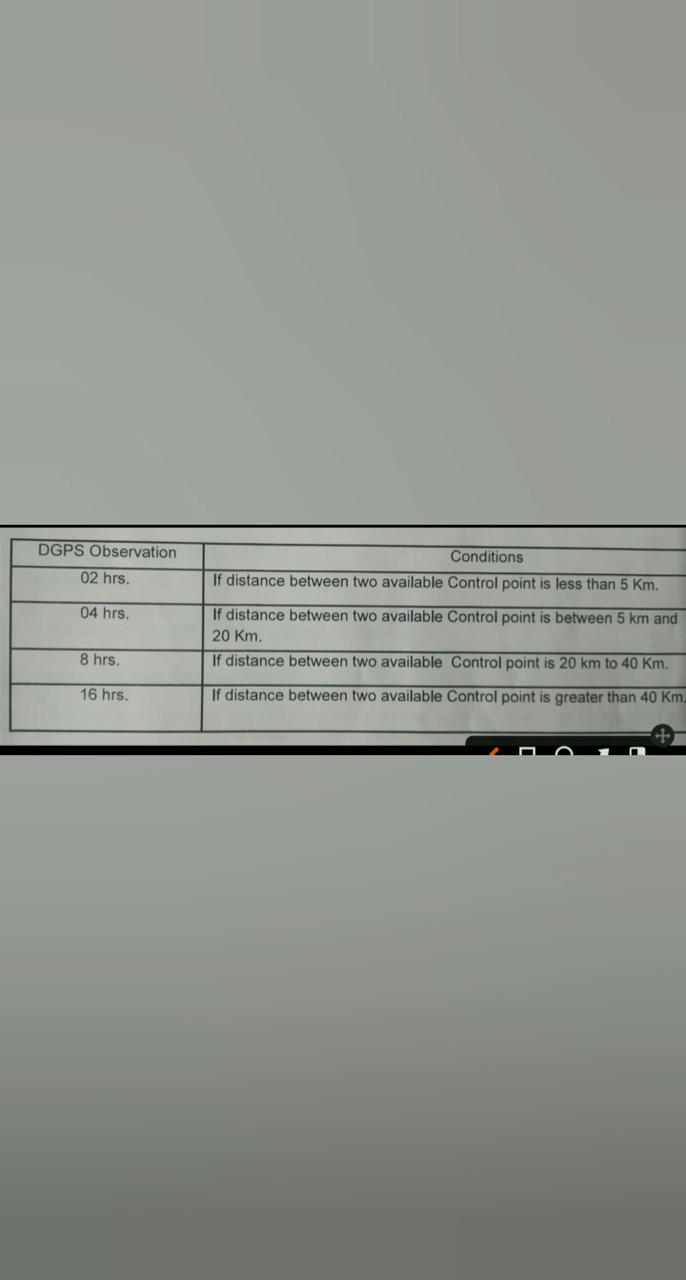 DGPS Observation
Conditions
02 hrs.
If distance between two available Control point is less than 5 Km.
04 hrs.
If distance between two available Control point is between 5 km and
20 Km.
8 hrs.
If distance between two available Control point is 20 km to 40 Km.
16 hrs.
If distance between two available Control point is greater than 40 Km.